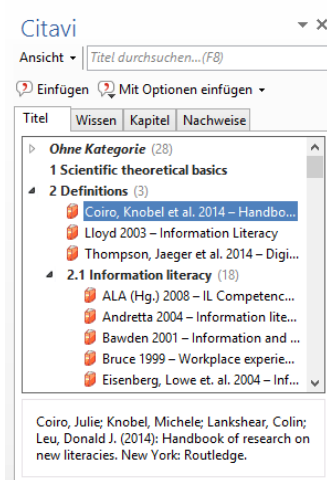 Citavi
Ansicht Titel durchsuchen...(F8)
Einfügen Mit Optionen einfügen
Titel Wissen Kapitel Nachweise
Ohne Kategorie (28)
1 Scientific theoretical basics
2 Definitions (3)
Coiro, Knobel et al. 2014 – Handbo...
Lloyd 2003 – Information Literacy
Thompson, Jaeger et al. 2014 – Digi...
2.1 Information literacy (18)
ALA (Hg.) 2008 – IL Competenc...
Andretta 2004 – Information lite...
Bawden 2001 – Information and ...
Bruce 1999 – Workplace experie...
Eisenberg, Lowe et. al. 2004 – Inf...
Coiro, Julie; Knobel, Michele; Lankshear, Colin;
Leu, Donald J. (2014): Handbook of research on
new literacies. New York: Routledge.